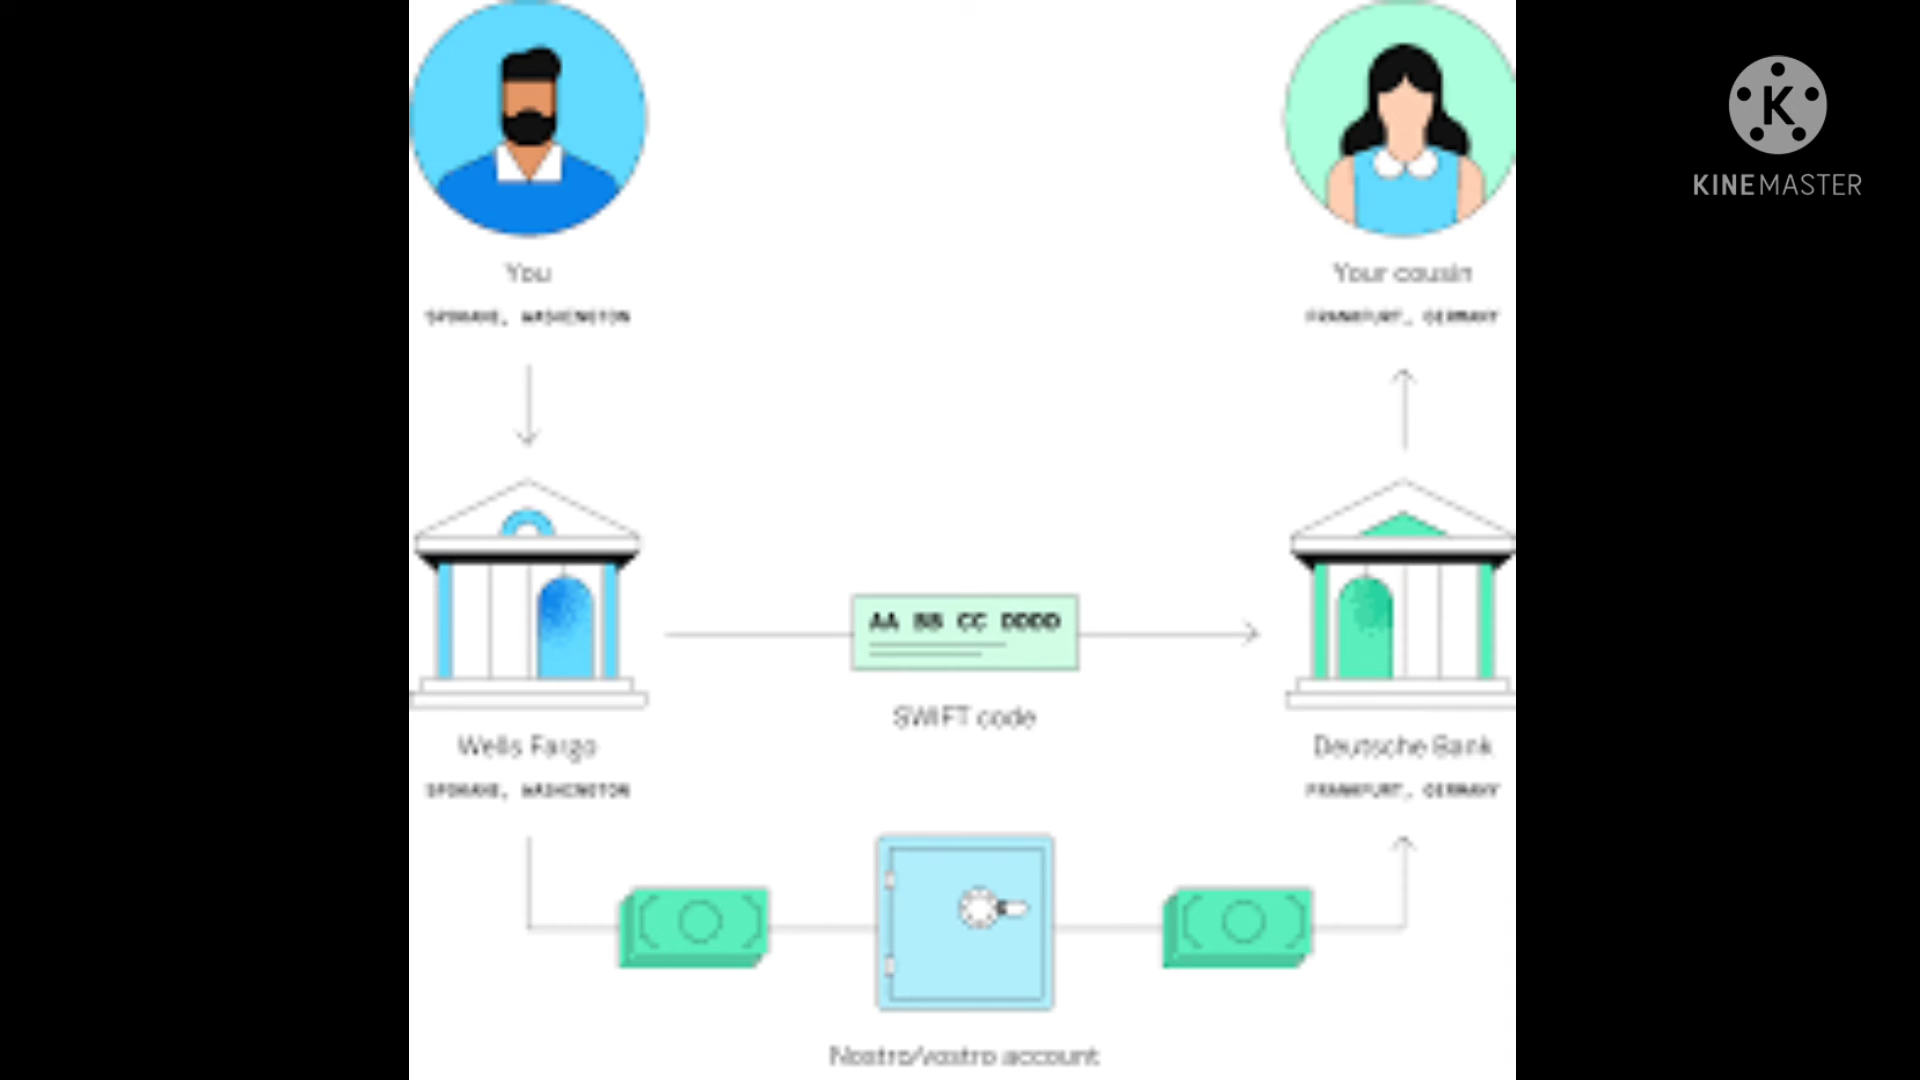 You
Your cousin
SPOKANE, WASHINGTON
FRANKFURT, GERMANY
AA BB CC DDDD
SWIFT code
Wells Fargo
Deutsche Bank
SPOKANE, WASHINGTON
FRANKFURT, GERMANY
Nostro/vostro account
K
KINEMASTER